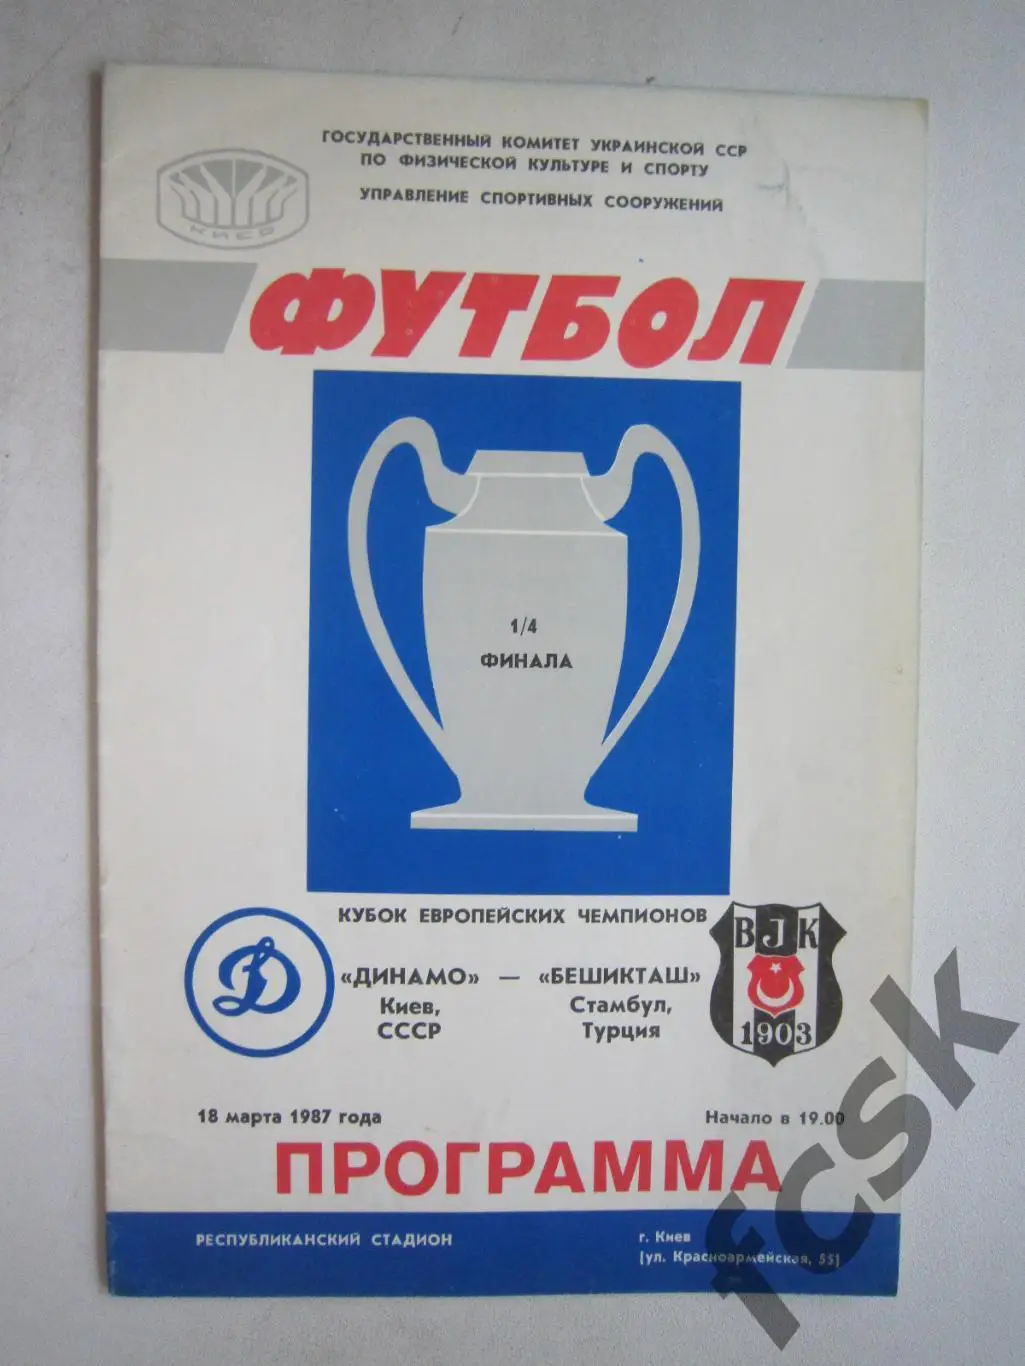 ГОСУДАРСТВЕННЫЙ КОМИТЕТ УКРАИНСКОЙ ССР
ПО ФИЗИЧЕСКОЙ КУЛЬТУРЕ И СПОРТУ
УПРАВЛЕНИЕ СПОРТИВНЫХ СООРУЖЕНИЙ
КИЕВ
ФУТБОЛ
1/4
ФИНАЛА
КУБОК ЕВРОПЕЙСКИХ ЧЕМПИОНОВ
Д
«ДИНАМО» — «БЕШИКТАШ»
Киев, Стамбул,
СССР Турция
BJK
1903
18 марта 1987 года Начало в 19.00
ПРОГРАММА
РЕСПУБЛИКАНСКИЙ СТАДИОН г. Киев
(ул. Красноармейская, 55)
fcsk